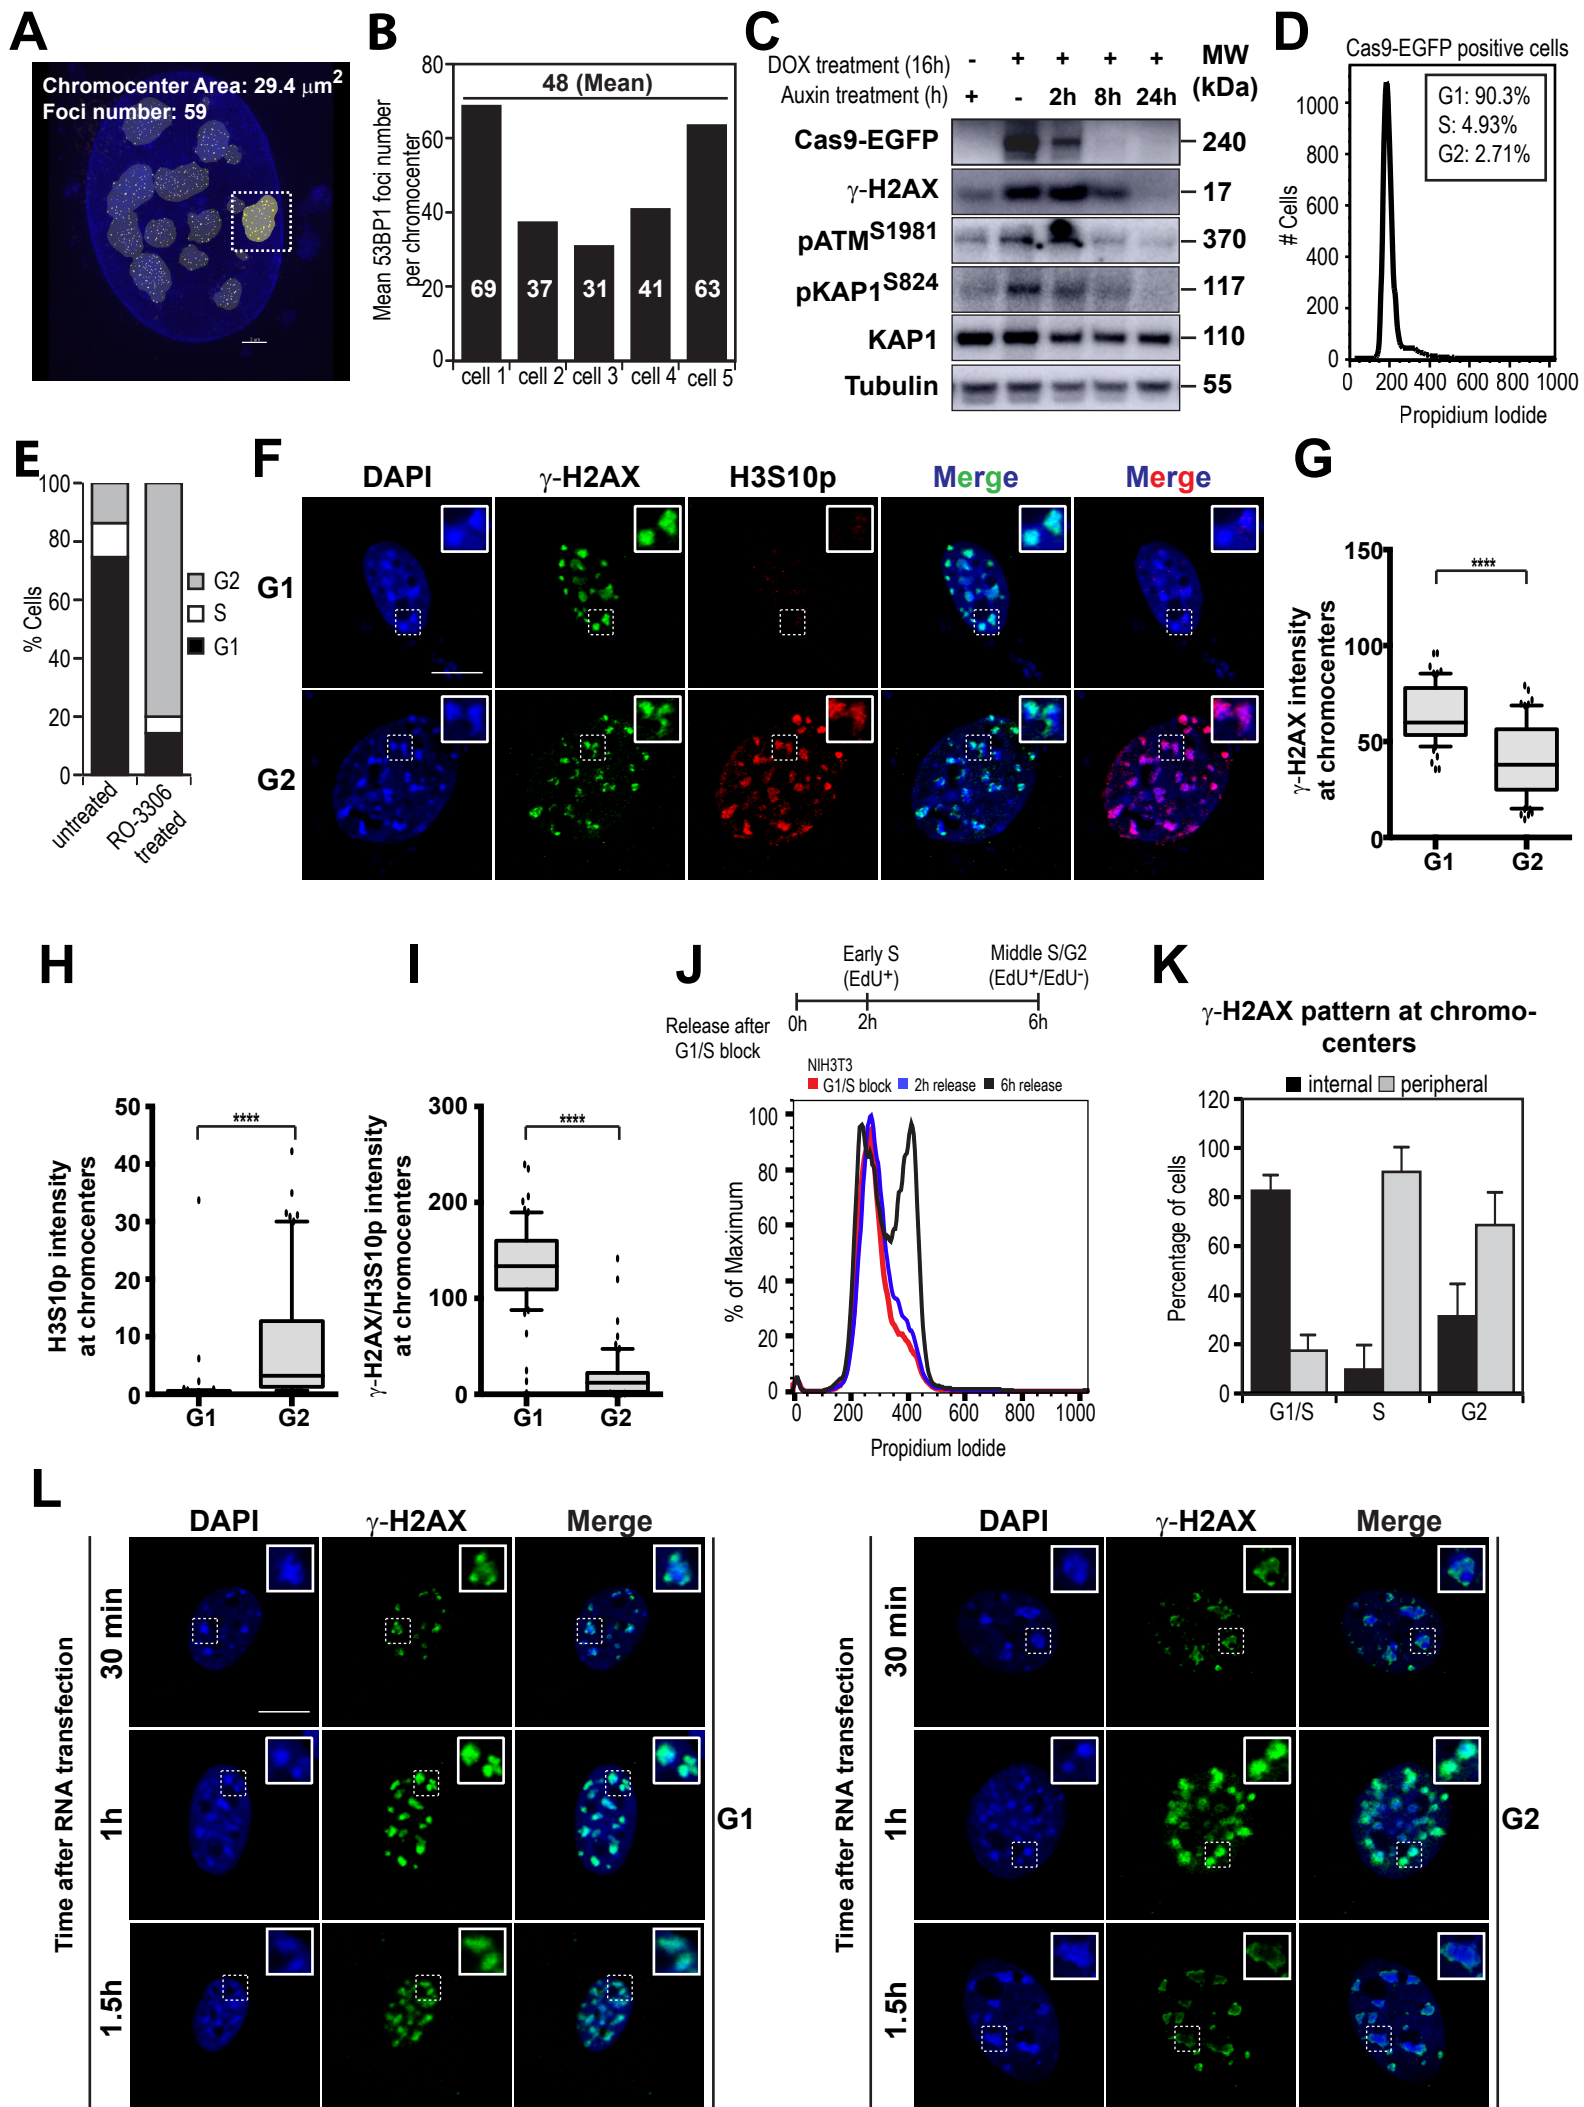 A
Chromocenter Area: 29.4 μm2
Foci number: 59
B
Mean 53BP1 foci number
per chromocenter
80
60
40
20
0
48 (Mean)
69 37 31 41 63
cell 1 cell 2 cell 3 cell 4 cell 5
C
DOX treatment (16h) - + + + +
Auxin treatment (h) + - 2h 8h 24h
MW
(kDa)
Cas9-EGFP 240
γ-H2AX 17
pATMS1981 370
pKAP1S824 117
KAP1 110
Tubulin 55
D
Cas9-EGFP positive cells
G1: 90.3%
S: 4.93%
G2: 2.71%
# Cells
1000
800
600
400
200
0
0 200 400 600 800 1000
Propidium Iodide
E
% Cells
100
80
60
40
20
0
G2
S
G1
untreated
RO-3306
treated
F
DAPI γ-H2AX H3S10p Merge Merge
G1
G2
G
γ-H2AX intensity
at chromocenters
150
100
50
0
****
G1 G2
H
H3S10p intensity
at chromocenters
50
40
30
20
10
0
****
G1 G2
I
γ-H2AX/H3S10p intensity
at chromocenters
300
200
100
0
****
G1 G2
J
Early S
(EdU+)
Middle S/G2
(EdU+/EdU-)
Release after
G1/S block
0h 2h 6h
NIH3T3
G1/S block 2h release 6h release
% of Maximum
100
80
60
40
20
0
0 200 400 600 800 1000
Propidium Iodide
K
γ-H2AX pattern at chromo-
centers
internal peripheral
Percentage of cells
120
100
80
60
40
20
0
G1/S S G2
L
DAPI γ-H2AX Merge
Time after RNA transfection
30 min
1h
1.5h
G1
DAPI γ-H2AX Merge
Time after RNA transfection
30 min
1h
1.5h
G2